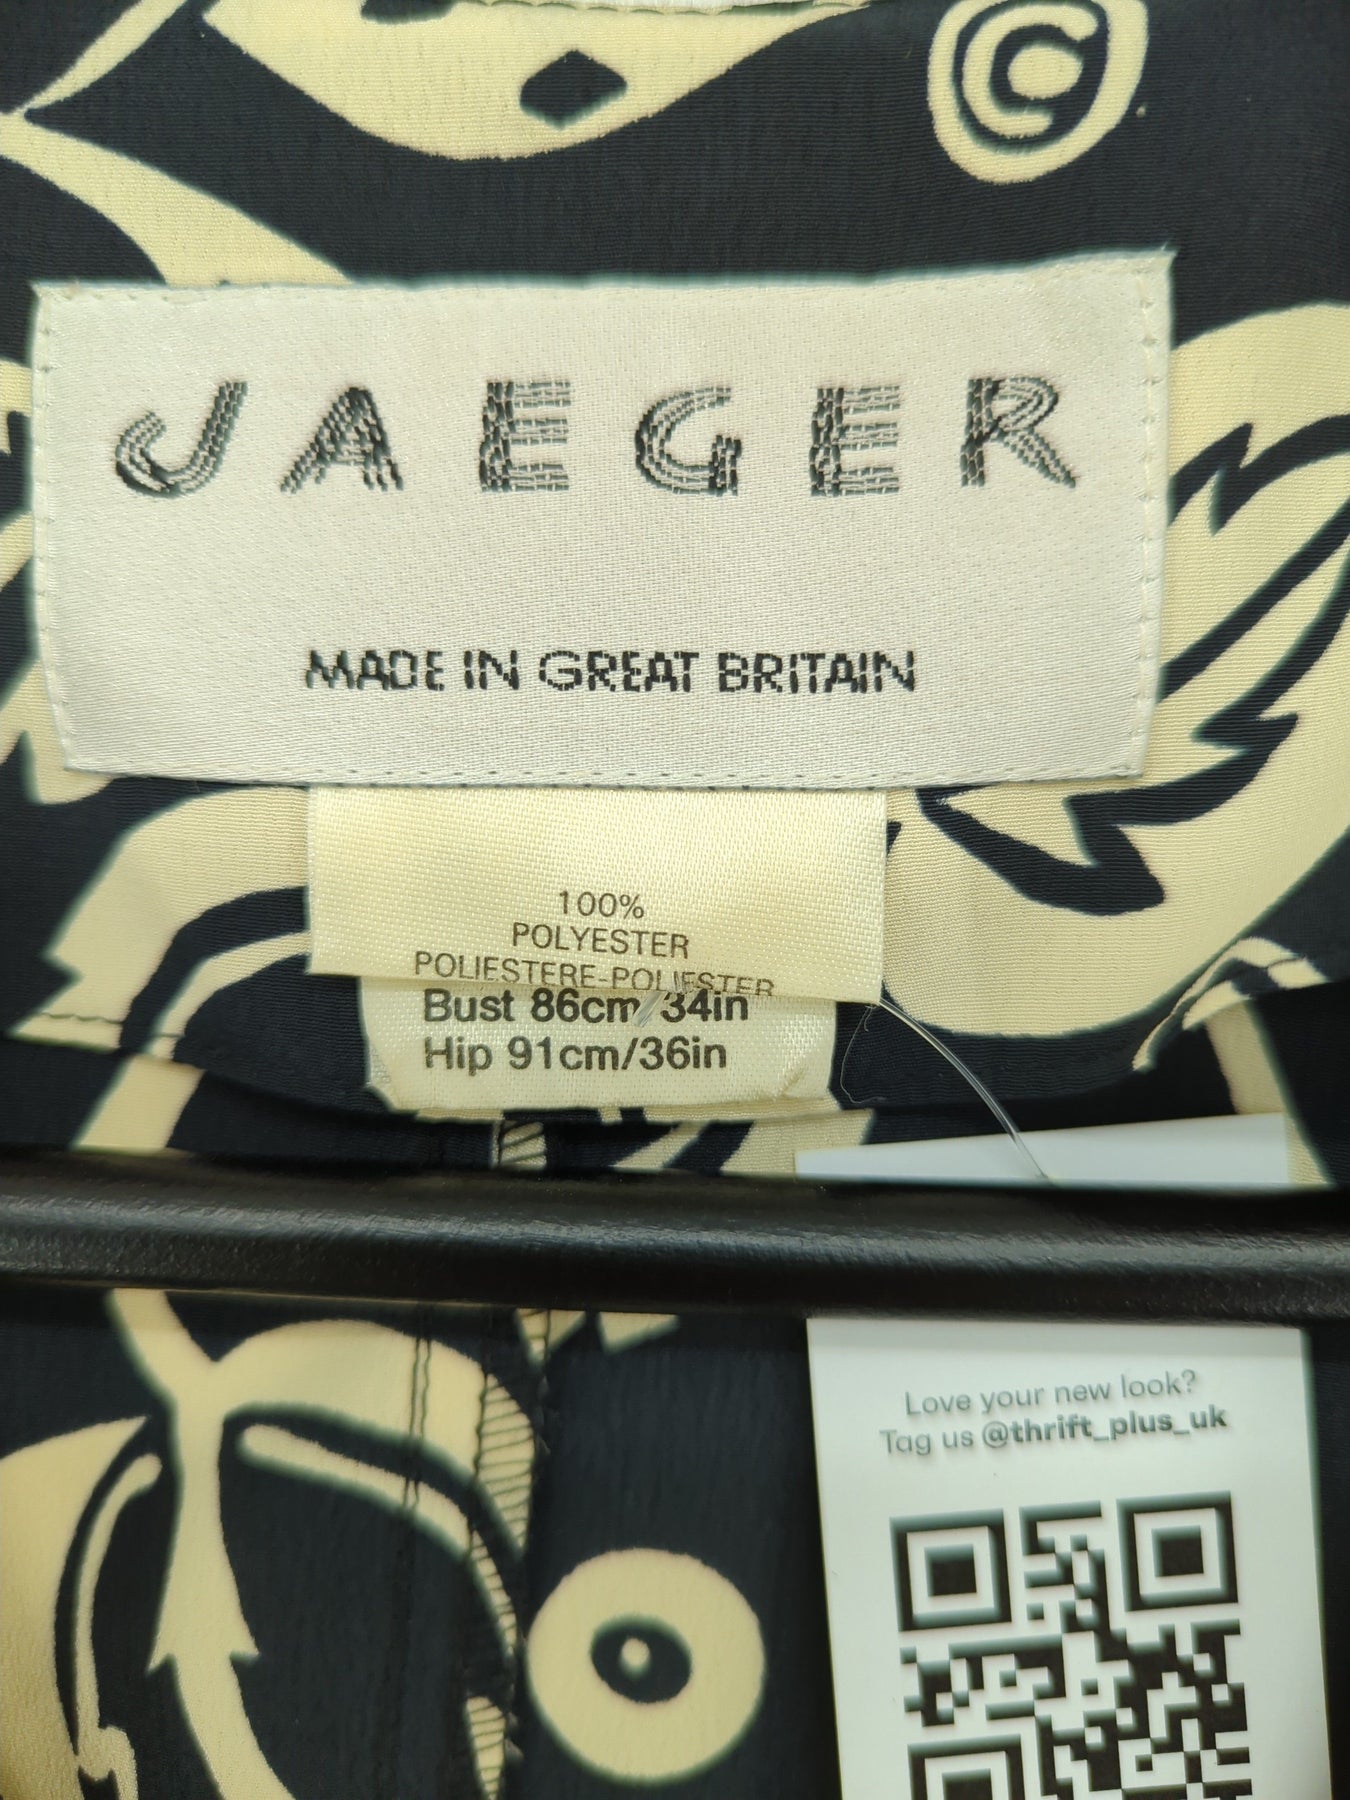 JAEGER
MADE IN GREAT BRITAIN
100%
POLYESTER
POLIESTERE-POLIESTER
Bust 86cm/34in
Hip 91cm/36in
Love your new look?
Tag us @thrift_plus_uk